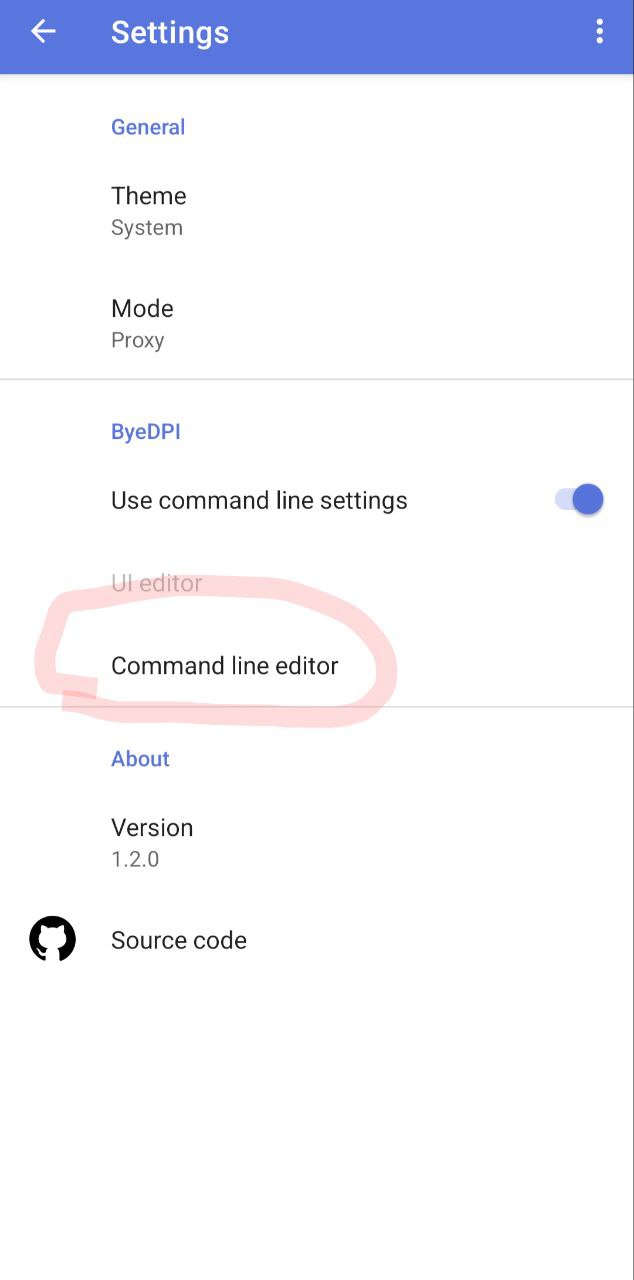 Settings
General
Theme
System
Mode
Proxy
ByeDPI
Use command line settings
UI editor
Command line editor
About
Version
1.2.0
Source code